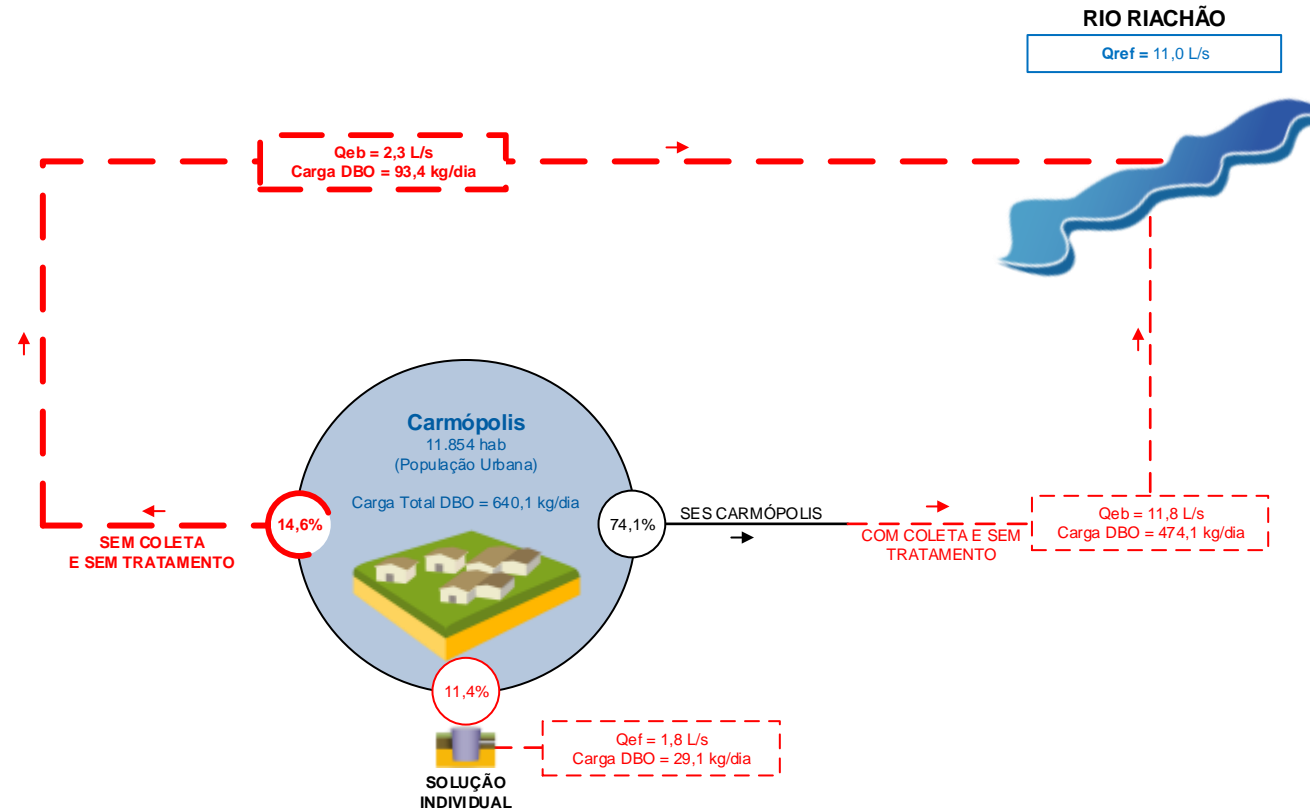 RIO RIACHÃO
Qref = 11,0 L/s
Qeb = 2,3 L/s
Carga DBO = 93,4 kg/dia
Carmópolis
11.854 hab
(População Urbana)
Carga Total DBO = 640,1 kg/dia
14,6%
SEM COLETA
E SEM TRATAMENTO
74,1%
SES CARMÓPOLIS
COM COLETA E SEM
TRATAMENTO
Qeb = 11,8 L/s
Carga DBO = 474,1 kg/dia
11,4%
Qef = 1,8 L/s
Carga DBO = 29,1 kg/dia
SOLUÇÃO
INDIVIDUAL